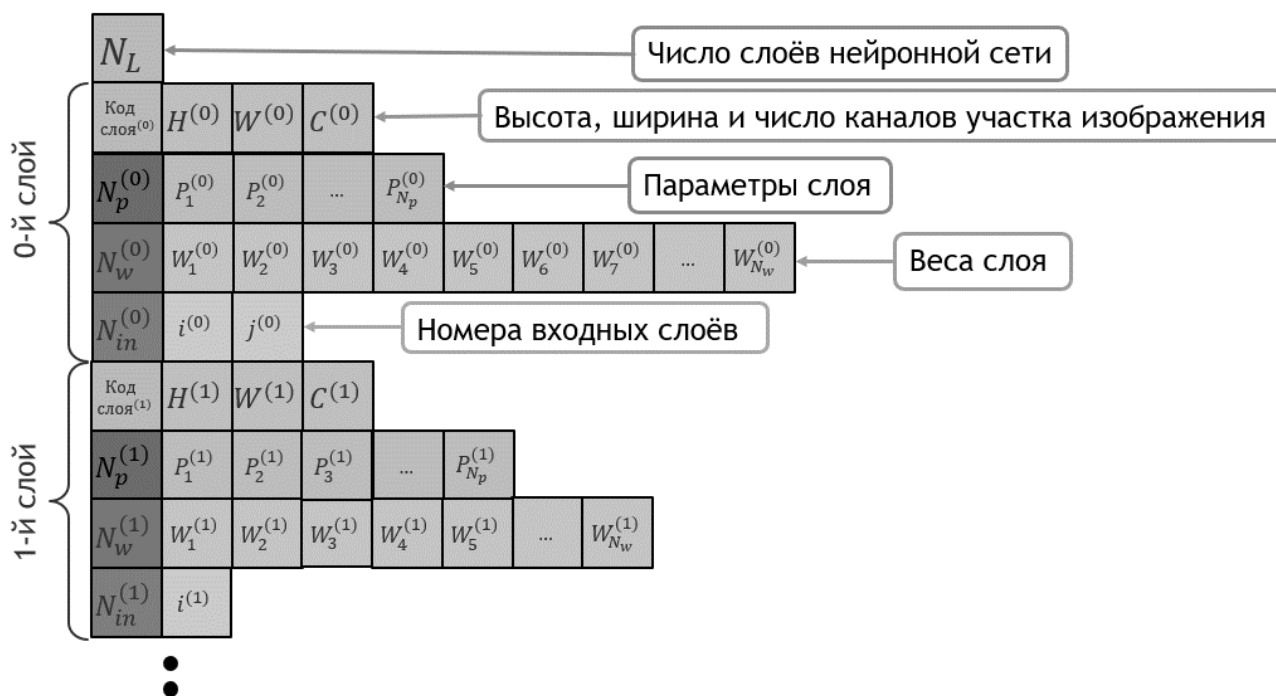 N_L
Число слоёв нейронной сети
0-й слой
Код слоя^(0) H^(0) W^(0) C^(0)
Высота, ширина и число каналов участка изображения
N_p^(0) P_1^(0) P_2^(0) ... P_{N_p}^(0)
Параметры слоя
N_w^(0) W_1^(0) W_2^(0) W_3^(0) W_4^(0) W_5^(0) W_6^(0) W_7^(0) ... W_{N_w}^(0)
Веса слоя
N_in^(0) i^(0) j^(0)
Номера входных слоёв
1-й слой
Код слоя^(1) H^(1) W^(1) C^(1)
N_p^(1) P_1^(1) P_2^(1) P_3^(1) ... P_{N_p}^(1)
N_w^(1) W_1^(1) W_2^(1) W_3^(1) W_4^(1) W_5^(1) ... W_{N_w}^(1)
N_in^(1) i^(1)